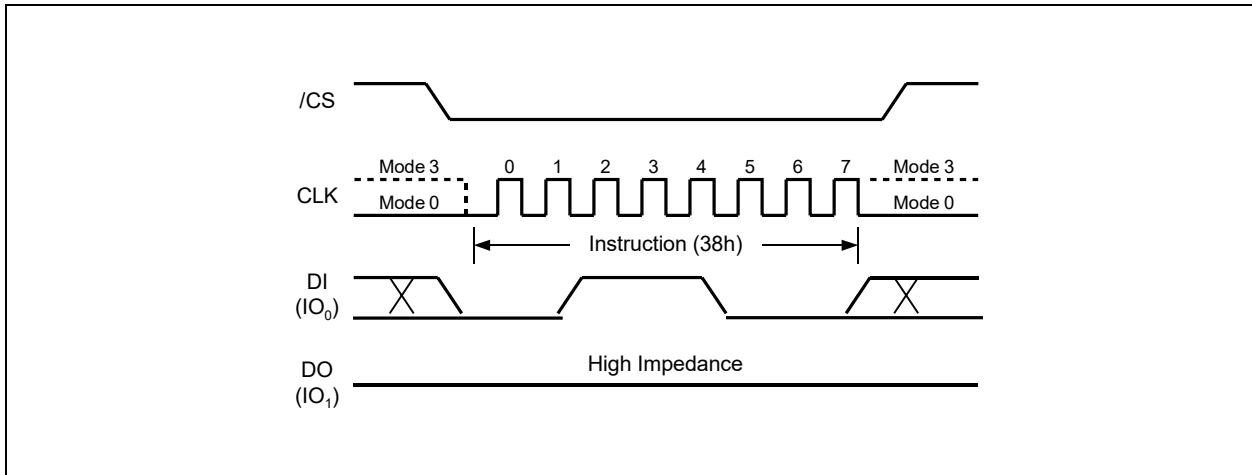 /CS
Mode 3 0 1 2 3 4 5 6 7 Mode 3
CLK
Mode 0 Mode 0
Instruction (38h)
DI
(IO0)
High Impedance
DO
(IO1)